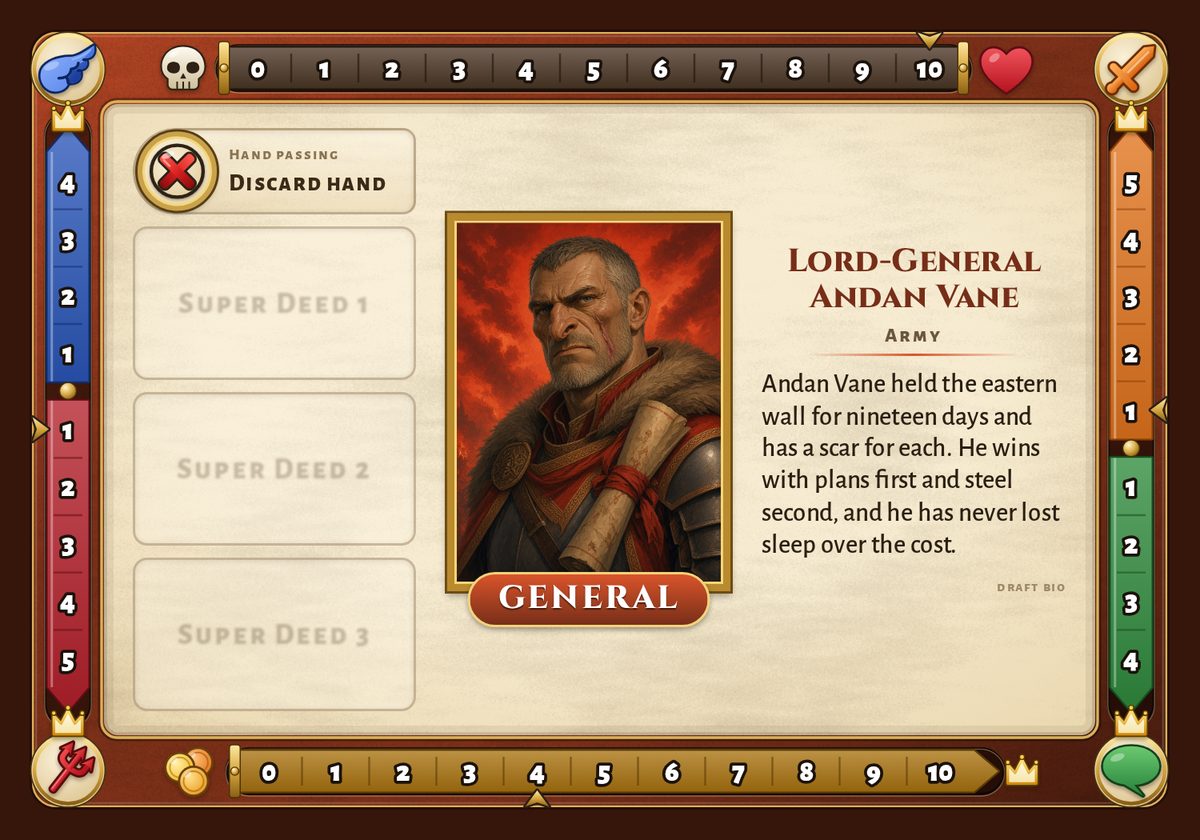 0 1 2 3 4 5 6 7 8 9 10
4
3
2
1
1
2
3
4
5
HAND PASSING
DISCARD HAND
SUPER DEED 1
SUPER DEED 2
SUPER DEED 3
GENERAL
LORD-GENERAL
ANDAN VANE
ARMY
Andan Vane held the eastern
wall for nineteen days and
has a scar for each. He wins
with plans first and steel
second, and he has never lost
sleep over the cost.
DRAFT BIO
5
4
3
2
1
1
2
3
4
0 1 2 3 4 5 6 7 8 9 10